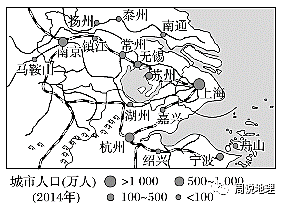 扬州 泰州
南通
南京 镇江 常州
无锡
马鞍山 苏州
上海
湖州 嘉兴
杭州
舟山
绍兴 宁波
城市人口(万人) >1 000 500~1 000
(2014年) 100~500 <100
周说地理